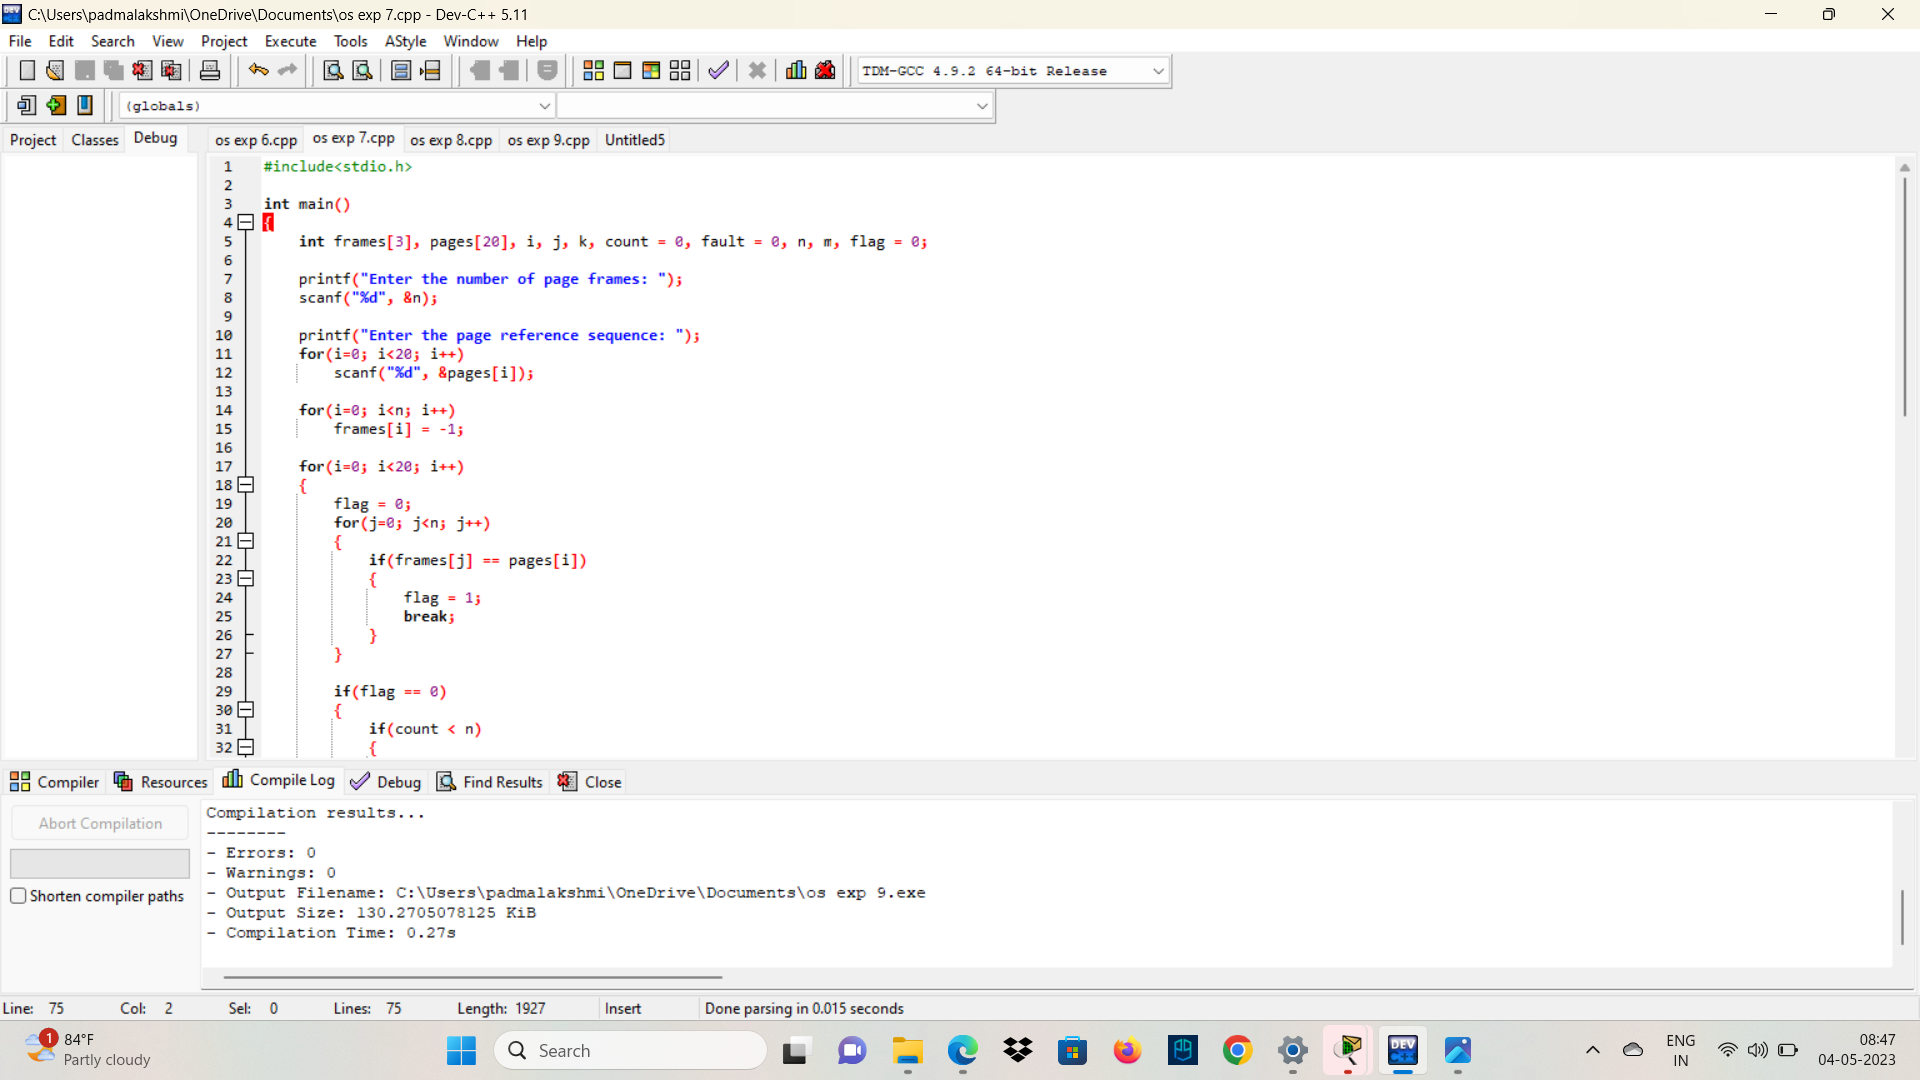 C:\Users\padmalakshmi\OneDrive\Documents\os exp 7.cpp - Dev-C++ 5.11
File Edit Search View Project Execute Tools AStyle Window Help
TDM-GCC 4.9.2 64-bit Release
(globals)
Project Classes Debug os exp 6.cpp os exp 7.cpp os exp 8.cpp os exp 9.cpp Untitled5
1 #include<stdio.h>
2
3 int main()
4 {
5 int frames[3], pages[20], i, j, k, count = 0, fault = 0, n, m, flag = 0;
6
7 printf("Enter the number of page frames: ");
8 scanf("%d", &n);
9
10 printf("Enter the page reference sequence: ");
11 for(i=0; i<20; i++)
12 scanf("%d", &pages[i]);
13
14 for(i=0; i<n; i++)
15 frames[i] = -1;
16
17 for(i=0; i<20; i++)
18 {
19 flag = 0;
20 for(j=0; j<n; j++)
21 {
22 if(frames[j] == pages[i])
23 {
24 flag = 1;
25 break;
26 }
27 }
28
29 if(flag == 0)
30 {
31 if(count < n)
32 {
Compiler Resources Compile Log Debug Find Results Close
Abort Compilation
Shorten compiler paths
Compilation results...
--------
- Errors: 0
- Warnings: 0
- Output Filename: C:\Users\padmalakshmi\OneDrive\Documents\os exp 9.exe
- Output Size: 130.2705078125 KiB
- Compilation Time: 0.27s
Line: 75 Col: 2 Sel: 0 Lines: 75 Length: 1927 Insert Done parsing in 0.015 seconds
1
84°F
Partly cloudy
Search
DEV C++
ENG
IN
08:47
04-05-2023